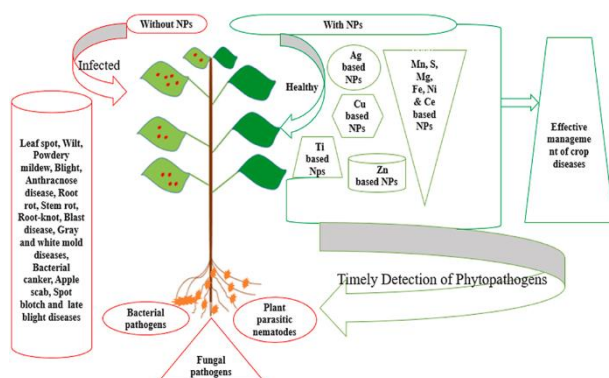 Without NPs
With NPs
Infected
Healthy
Ag
based
NPs
Mn, S,
Mg,
Fe, Ni
& Ce
based
NPs
Cu
based NPs
Ti
based
Nps
Zn
based NPs
Effective
manageme
nt of crop
diseases
Leaf spot, Wilt,
Powdery
mildew, Blight,
Anthracnose
disease, Root
rot, Stem rot,
Root-knot, Blast
disease, Gray
and white mold
diseases,
Bacterial
canker, Apple
scab, Spot
blotch and late
blight diseases
Timely Detection of Phytopathogens
Bacterial
pathogens
Plant
parasitic
nematodes
Fungal
pathogens